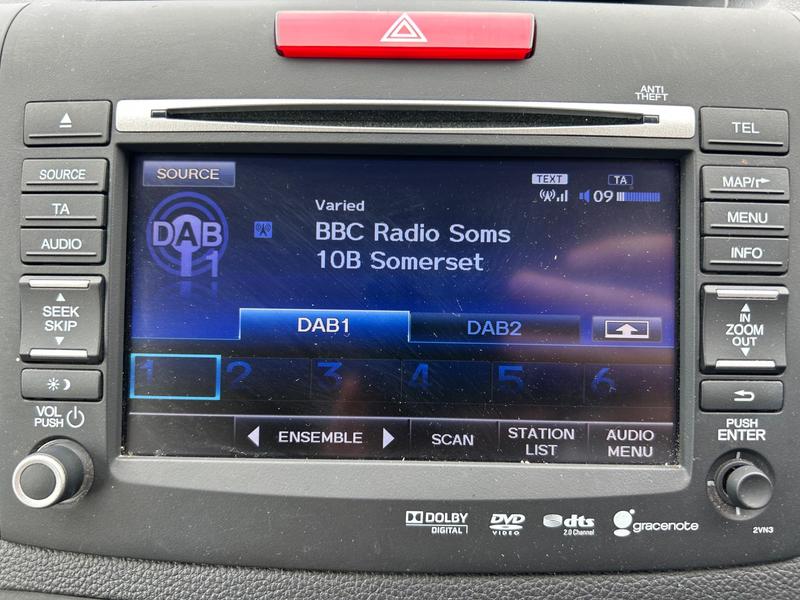 ANTI
THEFT
TEL
SOURCE
TA
AUDIO
SEEK
SKIP
VOL
PUSH
SOURCE
TEXT
TA
09
Varied
DAB
1
BBC Radio Soms
10B Somerset
DAB1
DAB2
1 2 3 4 5 6
ENSEMBLE
SCAN
STATION
LIST
AUDIO
MENU
MAP/
MENU
INFO
IN
ZOOM
OUT
PUSH
ENTER
DOLBY
DIGITAL
DVD
VIDEO
dts
2.0 Channel
gracenote
2VN3